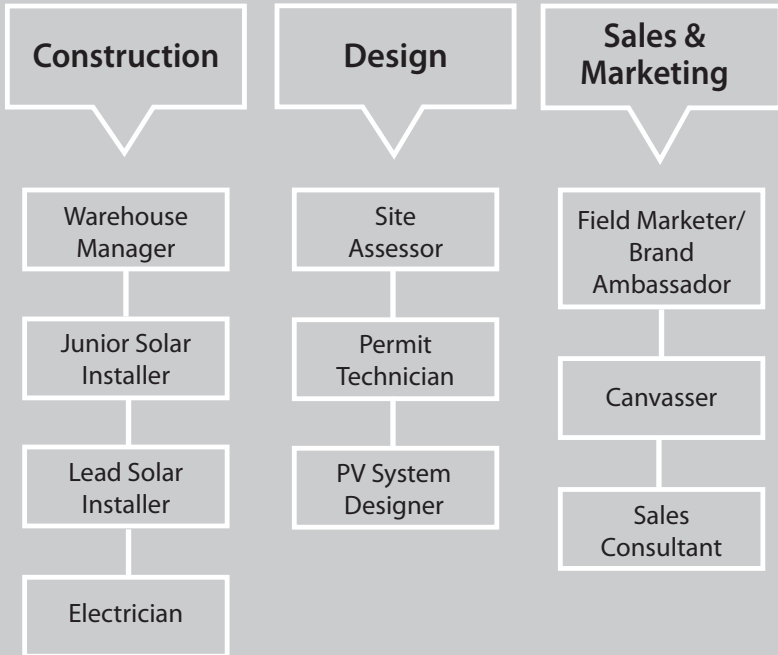 Construction
Warehouse
Manager
Junior Solar
Installer
Lead Solar
Installer
Electrician
Design
Site
Assessor
Permit
Technician
PV System
Designer
Sales &
Marketing
Field Marketer/
Brand
Ambassador
Canvasser
Sales
Consultant